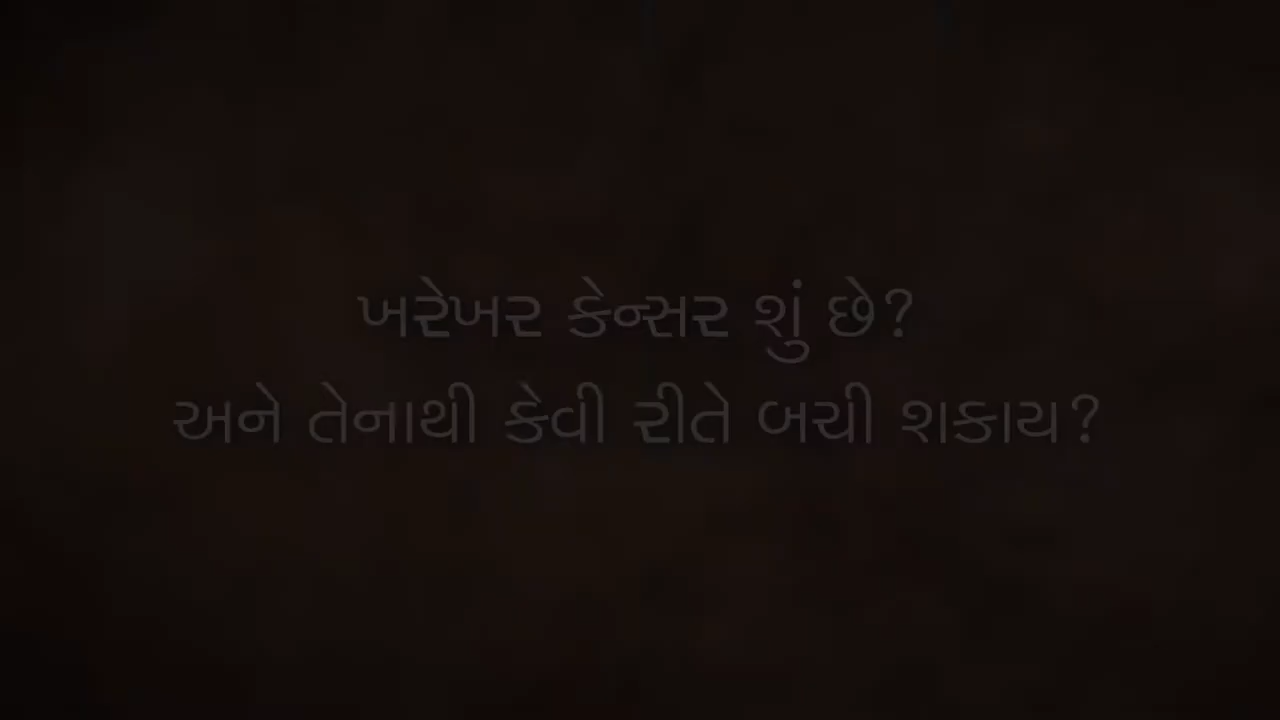 ખરેખર કેન્સર શું છે?
અને તેનાથી કેવી રીતે બચી શકાય?